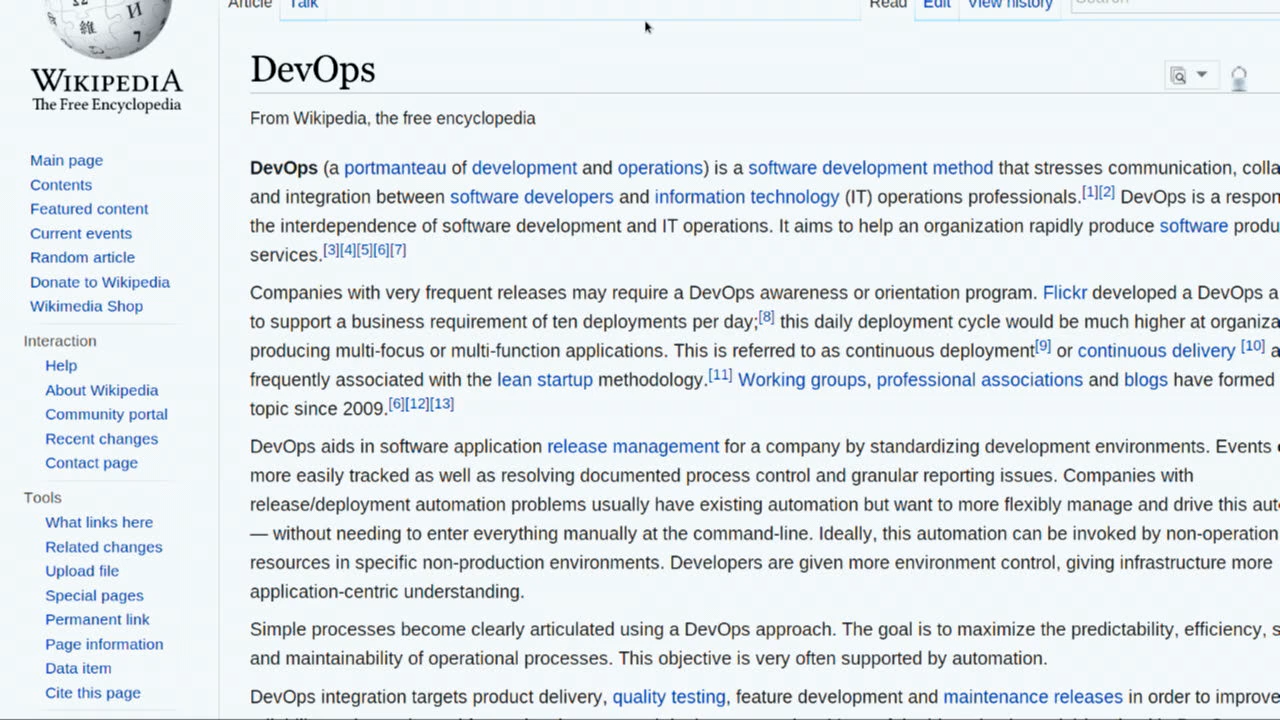 Article Talk Read Edit View history Search
WIKIPEDIA
The Free Encyclopedia
Main page
Contents
Featured content
Current events
Random article
Donate to Wikipedia
Wikimedia Shop
Interaction
Help
About Wikipedia
Community portal
Recent changes
Contact page
Tools
What links here
Related changes
Upload file
Special pages
Permanent link
Page information
Data item
Cite this page
DevOps
From Wikipedia, the free encyclopedia
DevOps (a portmanteau of development and operations) is a software development method that stresses communication, colla
and integration between software developers and information technology (IT) operations professionals.[1][2] DevOps is a respon
the interdependence of software development and IT operations. It aims to help an organization rapidly produce software produ
services.[3][4][5][6][7]
Companies with very frequent releases may require a DevOps awareness or orientation program. Flickr developed a DevOps a
to support a business requirement of ten deployments per day;[8] this daily deployment cycle would be much higher at organiza
producing multi-focus or multi-function applications. This is referred to as continuous deployment[9] or continuous delivery [10] a
frequently associated with the lean startup methodology.[11] Working groups, professional associations and blogs have formed
topic since 2009.[6][12][13]
DevOps aids in software application release management for a company by standardizing development environments. Events c
more easily tracked as well as resolving documented process control and granular reporting issues. Companies with
release/deployment automation problems usually have existing automation but want to more flexibly manage and drive this aut
— without needing to enter everything manually at the command-line. Ideally, this automation can be invoked by non-operation
resources in specific non-production environments. Developers are given more environment control, giving infrastructure more
application-centric understanding.
Simple processes become clearly articulated using a DevOps approach. The goal is to maximize the predictability, efficiency, s
and maintainability of operational processes. This objective is very often supported by automation.
DevOps integration targets product delivery, quality testing, feature development and maintenance releases in order to improve